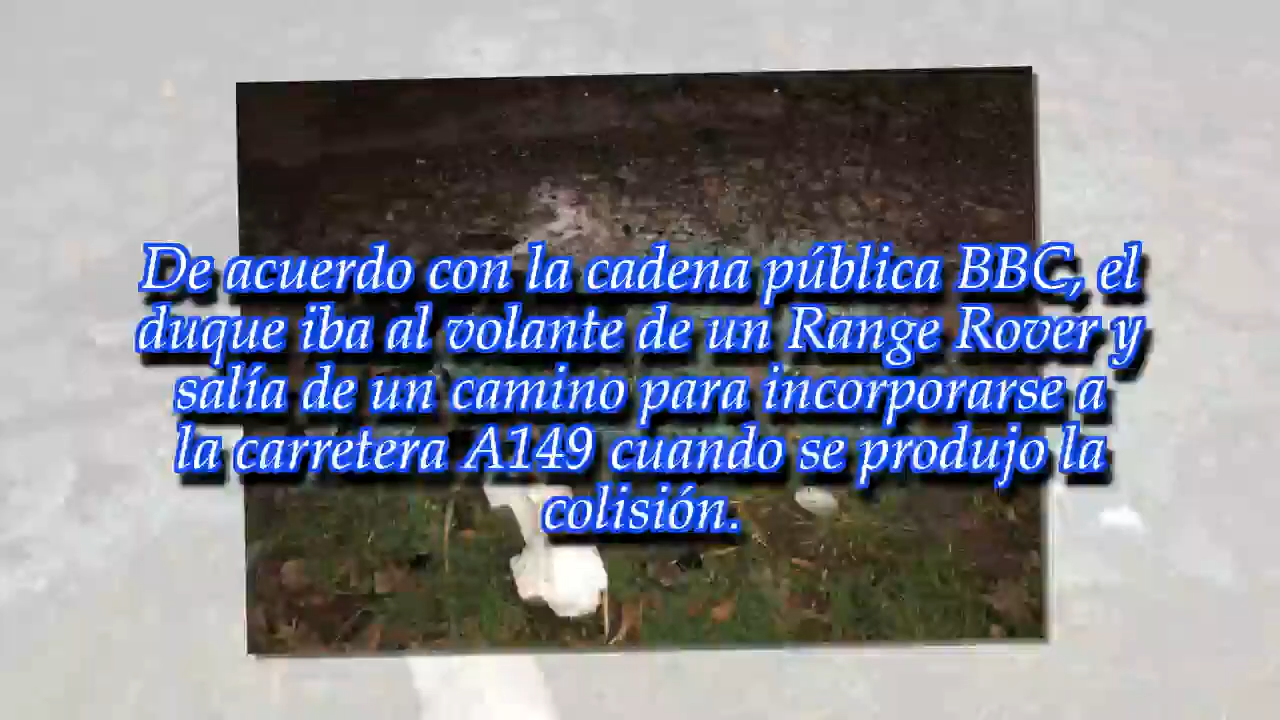 De acuerdo con la cadena pública BBC, el
duque iba al volante de un Range Rover y
salía de un camino para incorporarse a
la carretera A149 cuando se produjo la
colisión.